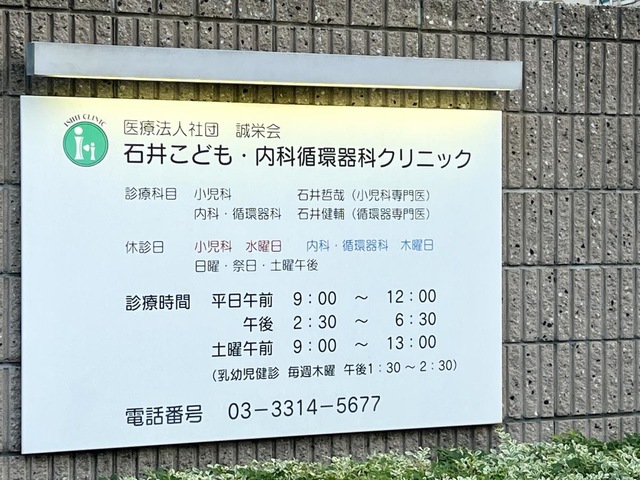 ISHII CLINIC
医療法人社団　誠栄会
石井こども・内科循環器科クリニック
診療科目　小児科　石井哲哉（小児科専門医）
内科・循環器科　石井健輔（循環器専門医）
休診日　小児科　水曜日　内科・循環器科　木曜日
日曜・祭日・土曜午後
診療時間　平日午前　9：00　～　12：00
午後　2：30　～　6：30
土曜午前　9：00　～　13：00
（乳幼児健診　毎週木曜　午後1：30～2：30）
電話番号　03－3314－5677